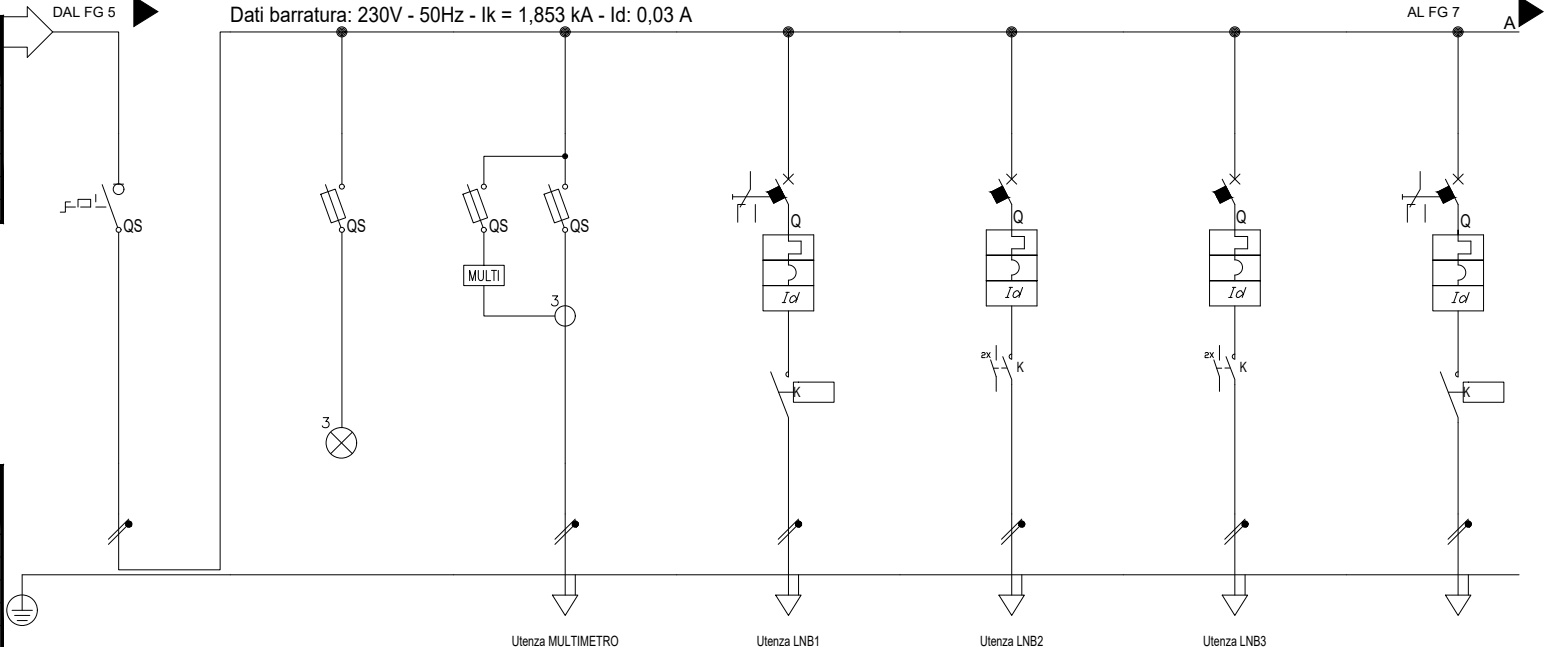 DAL FG 5
Dati barratura: 230V - 50Hz - Ik = 1,853 kA - Id: 0,03 A
AL FG 7
A
QS
QS
QS
QS
Q
Q
Q
Q
MULTI
Id
Id
Id
Id
3
2x
K
2x
K
K
K
3
Utenza MULTIMETRO
Utenza LNB1
Utenza LNB2
Utenza LNB3